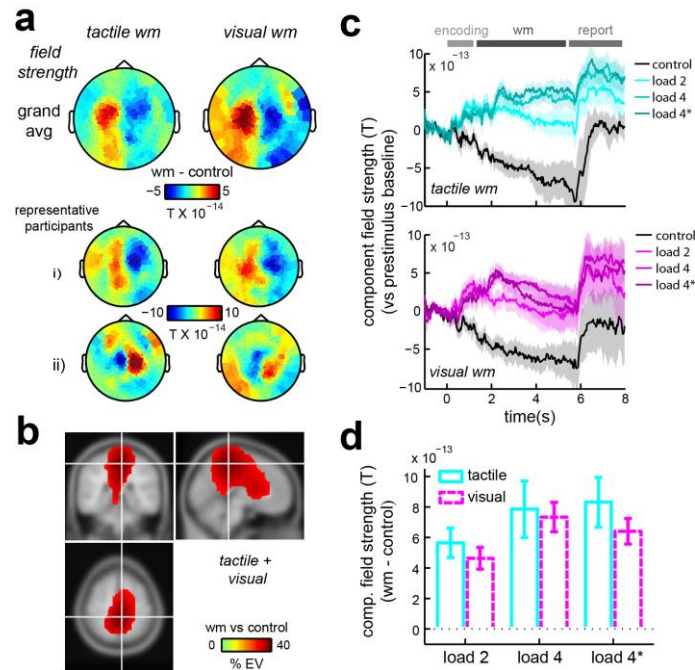 a
tactile wm
visual wm
field
strength
grand
avg
wm - control
−5
5
T X 10⁻¹⁴
representative
participants
i)
−10
10
T X 10⁻¹⁴
ii)
b
tactile +
visual
wm vs control
0
40
% EV
c
encoding
wm
report
x 10⁻¹³
5
0
−5
−10
tactile wm
control
load 2
load 4
load 4*
component field strength (T)
(vs prestimulus baseline)
5
0
−5
−10
x 10⁻¹³
visual wm
control
load 2
load 4
load 4*
0
2
4
6
8
time(s)
d
x 10⁻¹³
10
8
6
4
2
0
comp. field strength (T)
(wm - control)
tactile
visual
load 2
load 4
load 4*